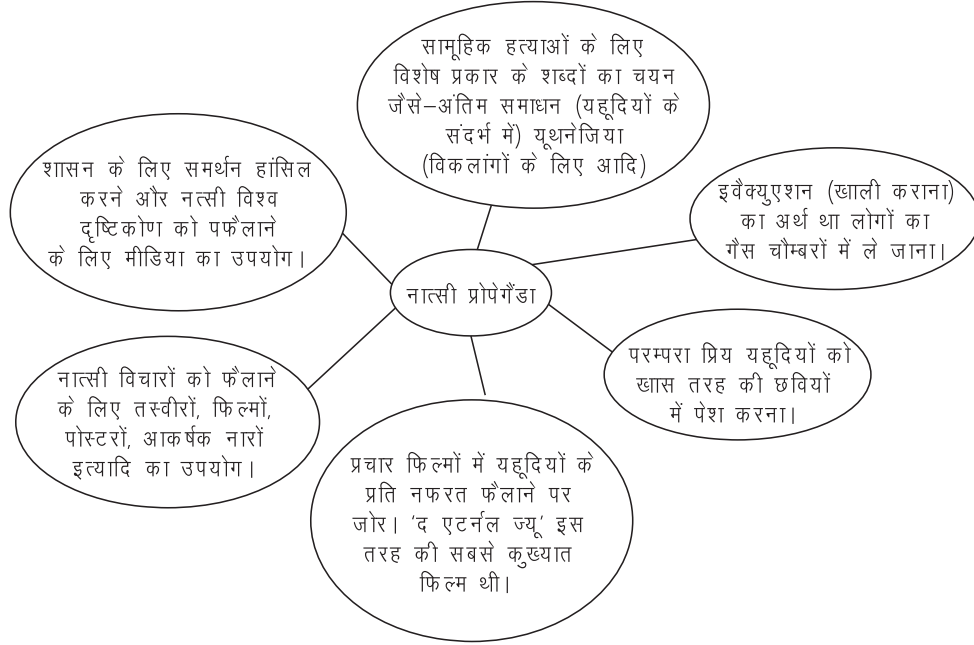 सामूहिक हत्याओं के लिए
विशेष प्रकार के शब्दों का चयन
जैसे–अंतिम समाधन (यहूदियों के
संदर्भ में) यूथनेजिया
(विकलांगों के लिए आदि)
शासन के लिए समर्थन हांसिल
करने और नत्सी विश्व
दृष्टिकोण को पफैलाने
के लिए मीडिया का उपयोग।
इवैक्युएशन (खाली कराना)
का अर्थ था लोगों का
गैस चौम्बरों में ले जाना।
नात्सी प्रोपेगैंडा
परम्परा प्रिय यहूदियों को
खास तरह की छवियों
में पेश करना।
नात्सी विचारों को फैलाने
के लिए तस्वीरों, फिल्मों,
पोस्टरों, आकर्षक नारों
इत्यादि का उपयोग।
प्रचार फिल्मों में यहूदियों के
प्रति नफरत फैलाने पर
जोर। 'द एटर्नल ज्यू' इस
तरह की सबसे कुख्यात
फिल्म थी।